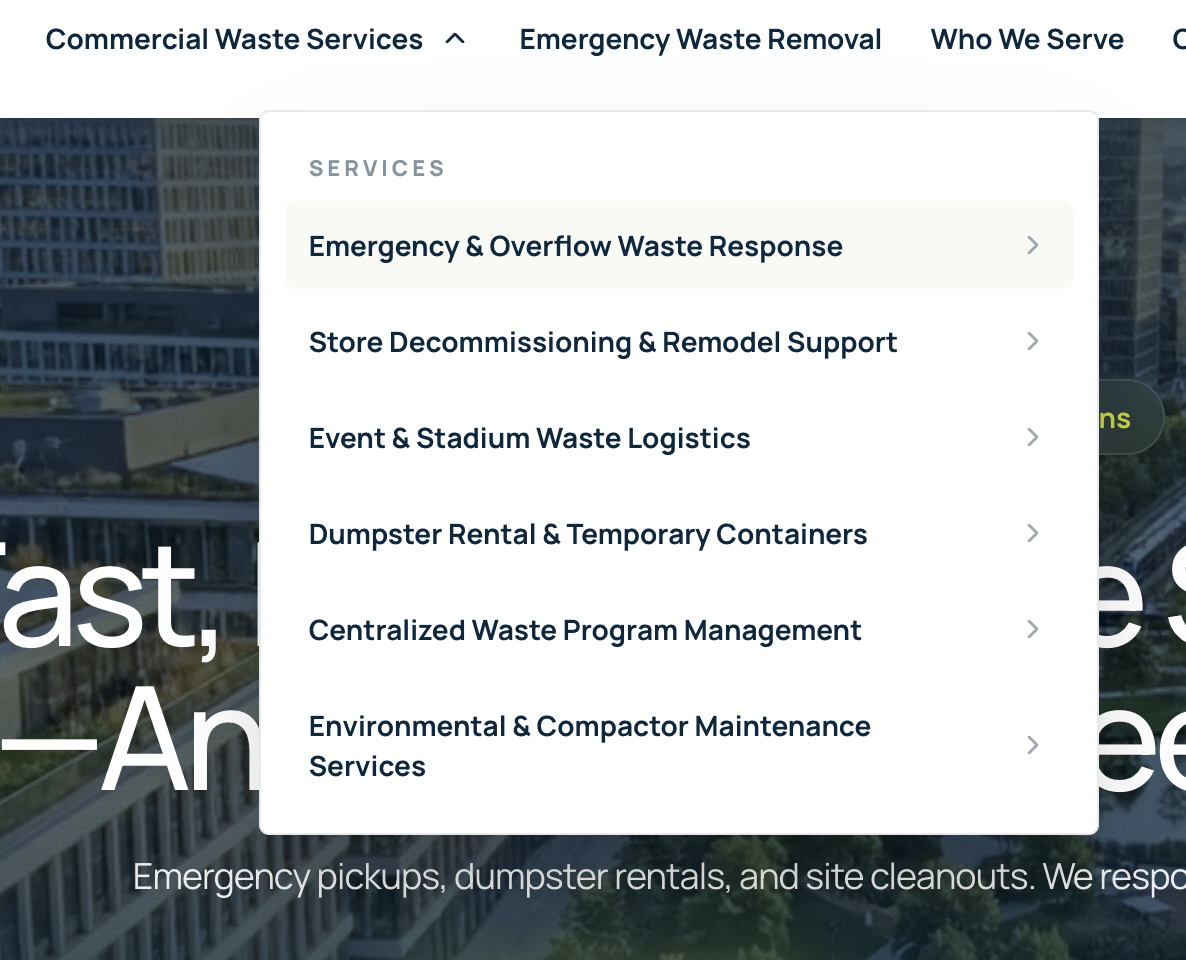 Commercial Waste Services Emergency Waste Removal Who We Serve
SERVICES
Emergency & Overflow Waste Response
Store Decommissioning & Remodel Support
Event & Stadium Waste Logistics
Dumpster Rental & Temporary Containers
Centralized Waste Program Management
Environmental & Compactor Maintenance
Services
Fast,
—An
Emergency pickups, dumpster rentals, and site cleanouts. We respo